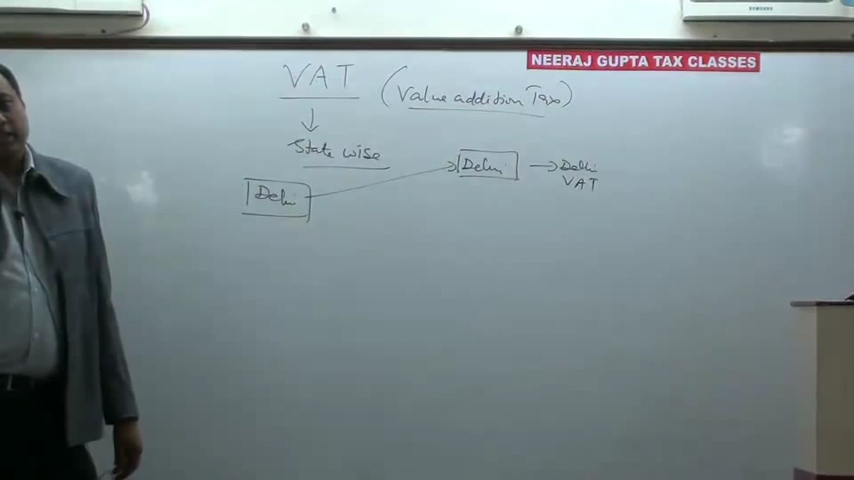 NEERAJ GUPTA TAX CLASSES
VAT (Value addition Tax)
State wise
Delhi Delhi Delhi
VAT